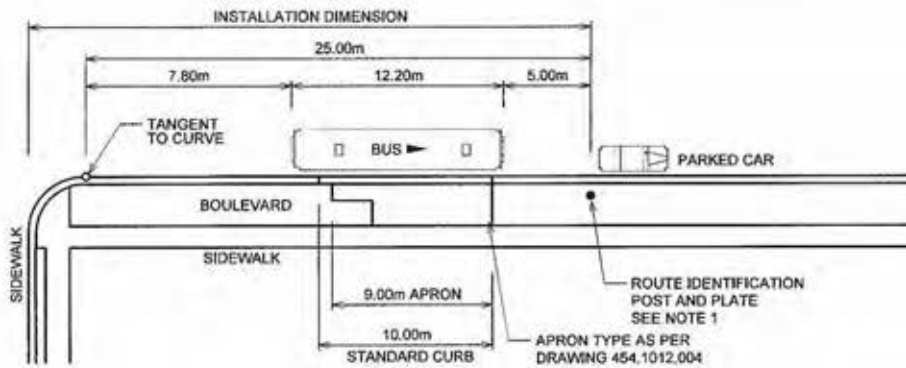 INSTALLATION DIMENSION
25.00m
7.80m
12.20m
5.00m
TANGENT
TO CURVE
BUS
PARKED CAR
BOULEVARD
SIDEWALK
SIDEWALK
9.00m APRON
10.00m
STANDARD CURB
ROUTE IDENTIFICATION
POST AND PLATE
SEE NOTE 1
APRON TYPE AS PER
DRAWING 454,1012,004